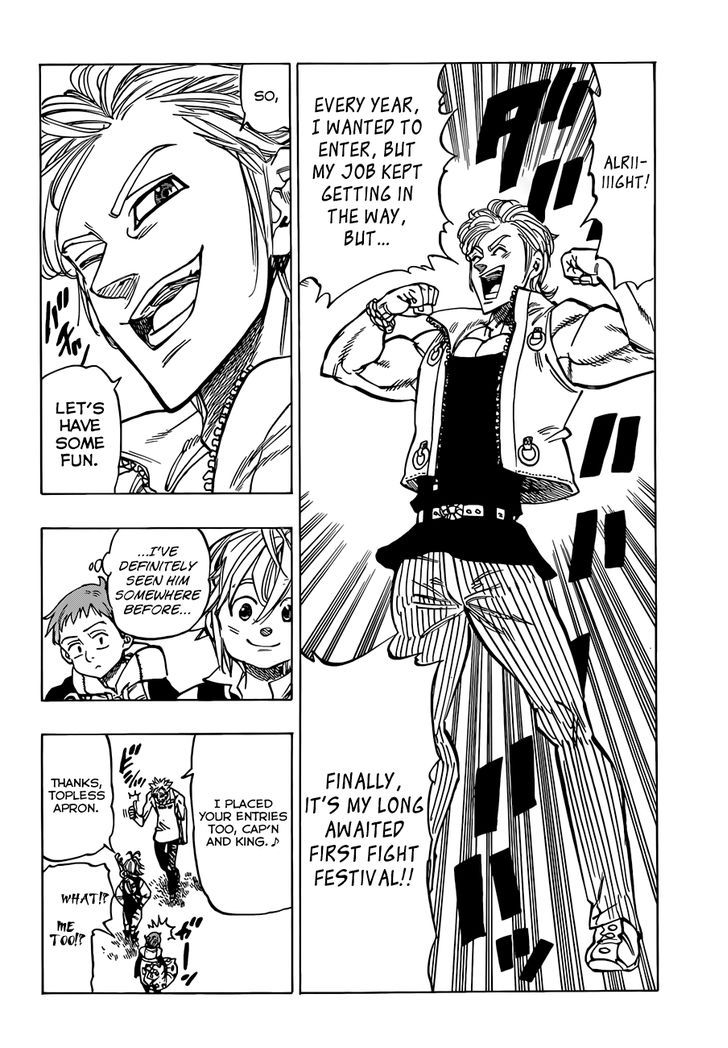 ALRII-
IIIGHT!
EVERY YEAR,
I WANTED TO
ENTER, BUT
MY JOB KEPT
GETTING IN
THE WAY,
BUT...
FINALLY,
IT'S MY LONG
AWAITED
FIRST FIGHT
FESTIVAL!!
SO,
LET'S
HAVE
SOME
FUN.
...I'VE
DEFINITELY
SEEN HIM
SOMEWHERE
BEFORE...
I PLACED
YOUR ENTRIES
TOO, CAP'N
AND KING.♪
THANKS,
TOPLESS
APRON.
WHAT!?
ME
TOO!?